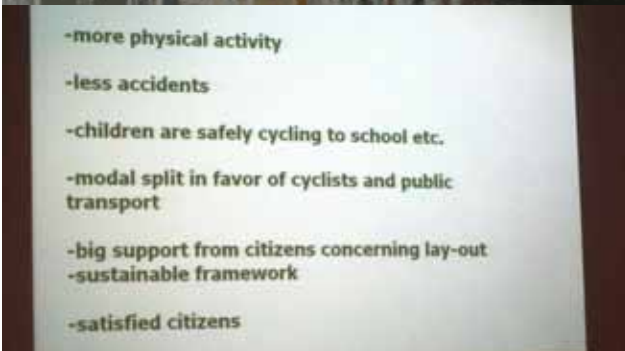 -more physical activity
-less accidents
-children are safely cycling to school etc.
-modal split in favor of cyclists and public
transport
-big support from citizens concerning lay-out
-sustainable framework
-satisfied citizens